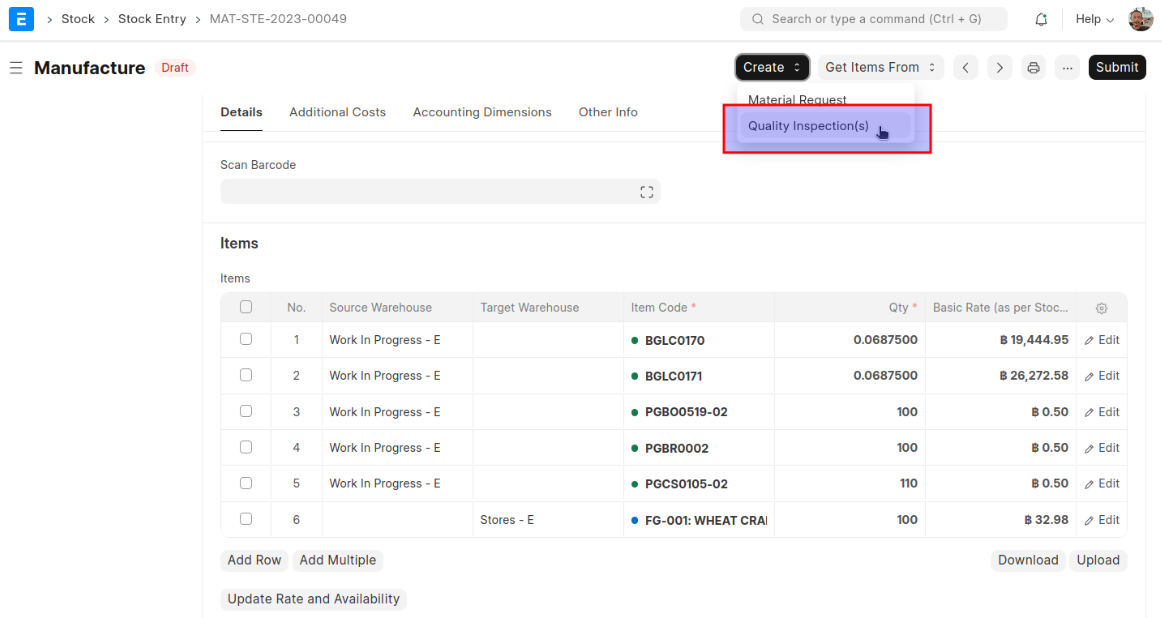 E > Stock > Stock Entry > MAT-STE-2023-00049 Search or type a command (Ctrl + G) Help
Manufacture Draft Create Get Items From ... Submit
Material Request
Details Additional Costs Accounting Dimensions Other Info
Quality Inspection(s)
Scan Barcode
Items
Items
No. Source Warehouse Target Warehouse Item Code * Qty * Basic Rate (as per Stoc...
1 Work In Progress - E BGLC0170 0.0687500 ฿ 19,444.95 Edit
2 Work In Progress - E BGLC0171 0.0687500 ฿ 26,272.58 Edit
3 Work In Progress - E PGBO0519-02 100 ฿ 0.50 Edit
4 Work In Progress - E PGBR0002 100 ฿ 0.50 Edit
5 Work In Progress - E PGCS0105-02 110 ฿ 0.50 Edit
6 Stores - E FG-001: WHEAT CRA 100 ฿ 32.98 Edit
Add Row Add Multiple Download Upload
Update Rate and Availability